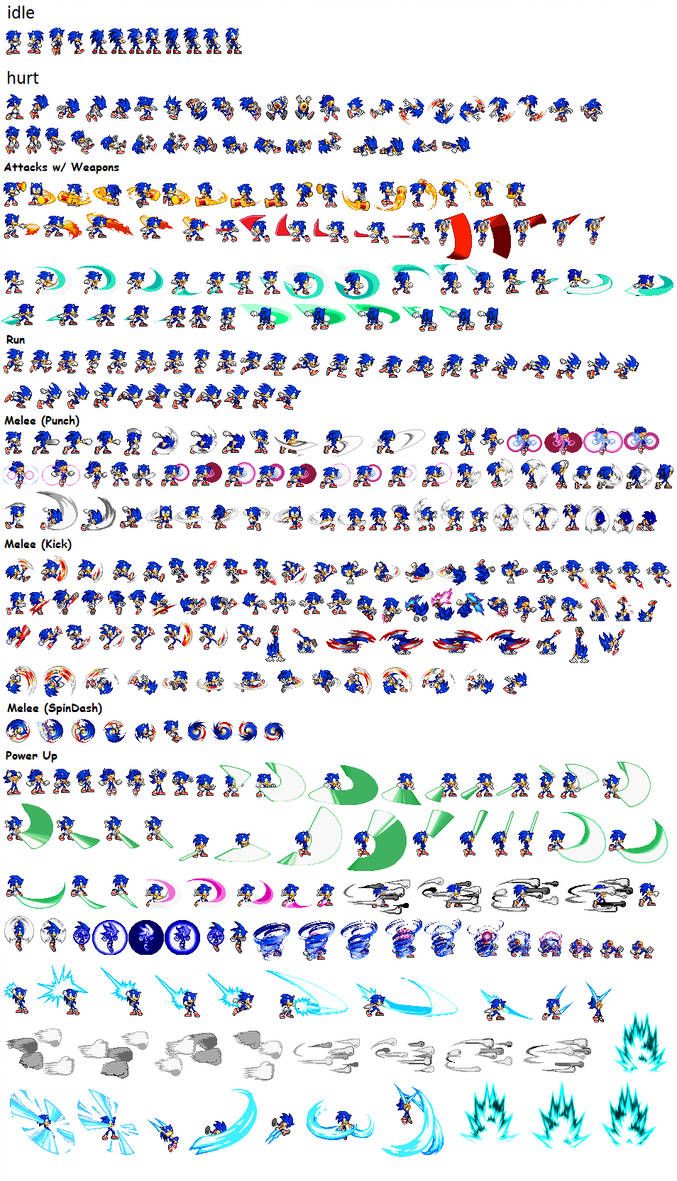 idle
hurt
Attacks w/ Weapons
Run
Melee (Punch)
Melee (Kick)
Melee (SpinDash)
Power Up